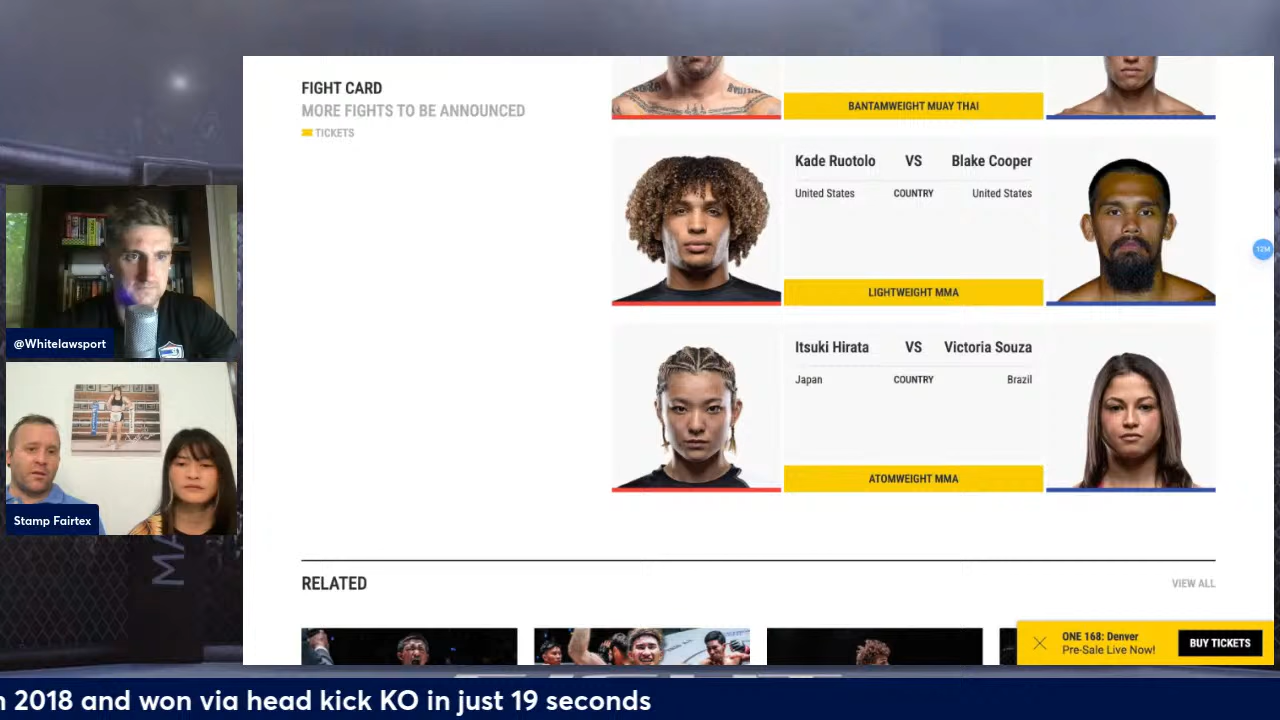 FIGHT CARD
MORE FIGHTS TO BE ANNOUNCED
TICKETS
BANTAMWEIGHT MUAY THAI
Kade Ruotolo VS Blake Cooper
United States COUNTRY United States
LIGHTWEIGHT MMA
12M
Itsuki Hirata VS Victoria Souza
Japan COUNTRY Brazil
ATOMWEIGHT MMA
@Whitelawsport
Stamp Fairtex
MA
RELATED
VIEW ALL
ONE 168: Denver
Pre-Sale Live Now!
BUY TICKETS
n 2018 and won via head kick KO in just 19 seconds